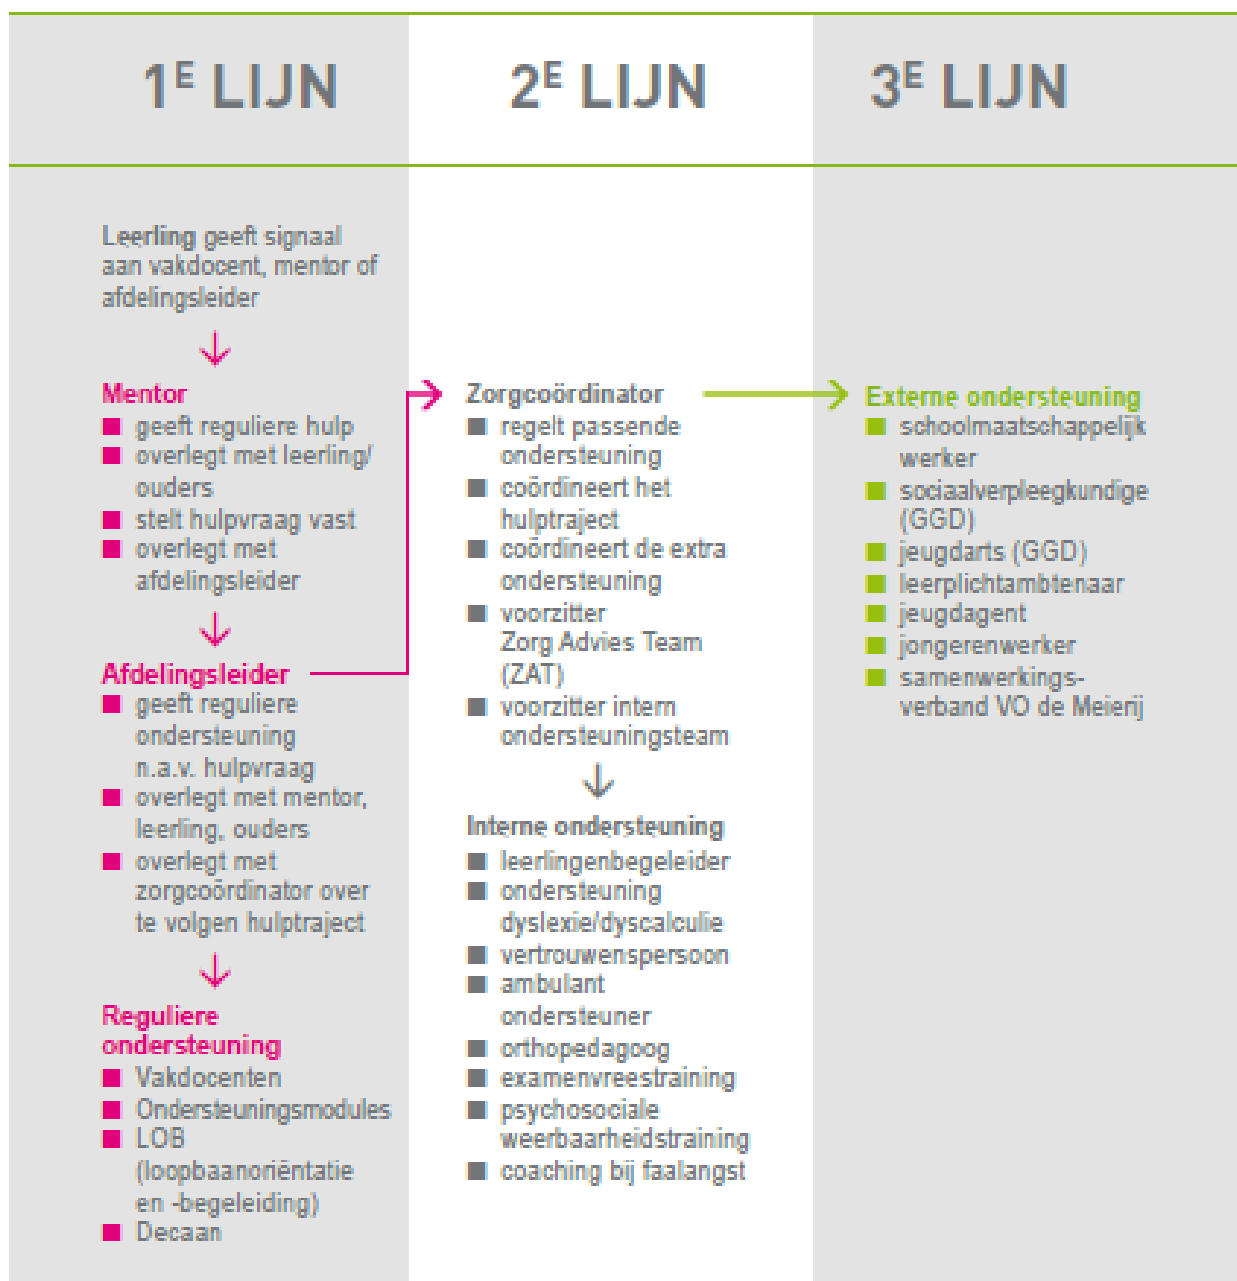 1E LIJN
2E LIJN
3E LIJN
Leerling geeft signaal
aan vakdocent, mentor of
afdelingsleider
Mentor
geeft reguliere hulp
overlegt met leerling/
ouders
stelt hulpvraag vast
overlegt met
afdelingsleider
Afdelingsleider
geeft reguliere
ondersteuning
n.a.v. hulpvraag
overlegt met mentor,
leerling, ouders
overlegt met
zorgcoördinator over
te volgen hulptraject
Reguliere
ondersteuning
Vakdocenten
Ondersteuningsmodules
LOB
(loopbaanoriëntatie
en -begeleiding)
Decaan
Zorgcoördinator
regelt passende
ondersteuning
coördineert het
hulptraject
coördineert de extra
ondersteuning
voorzitter
Zorg Advies Team
(ZAT)
voorzitter intern
ondersteuningsteam
Interne ondersteuning
leerlingenbegeleider
ondersteuning
dyslexie/dyscalculie
vertrouwenspersoon
ambulant
ondersteuner
orthopedagoog
examenvreestraining
psychosociale
weerbaarheidstraining
coaching bij faalangst
Externe ondersteuning
schoolmaatschappelijk
werker
sociaalverpleegkundige
(GGD)
jeugdarts (GGD)
leerplichtambtenaar
jeugdagent
jongerenwerker
samenwerkings-
verband VO de Meierij